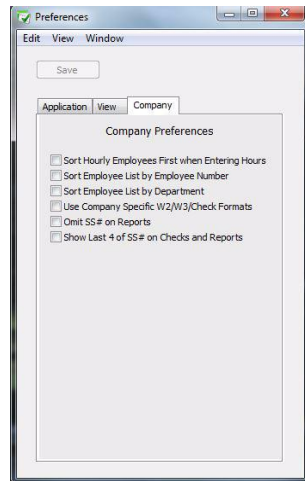 Preferences
Edit View Window
Save
Application View Company
Company Preferences
Sort Hourly Employees First when Entering Hours
Sort Employee List by Employee Number
Sort Employee List by Department
Use Company Specific W2/W3/Check Formats
Omit SS# on Reports
Show Last 4 of SS# on Checks and Reports